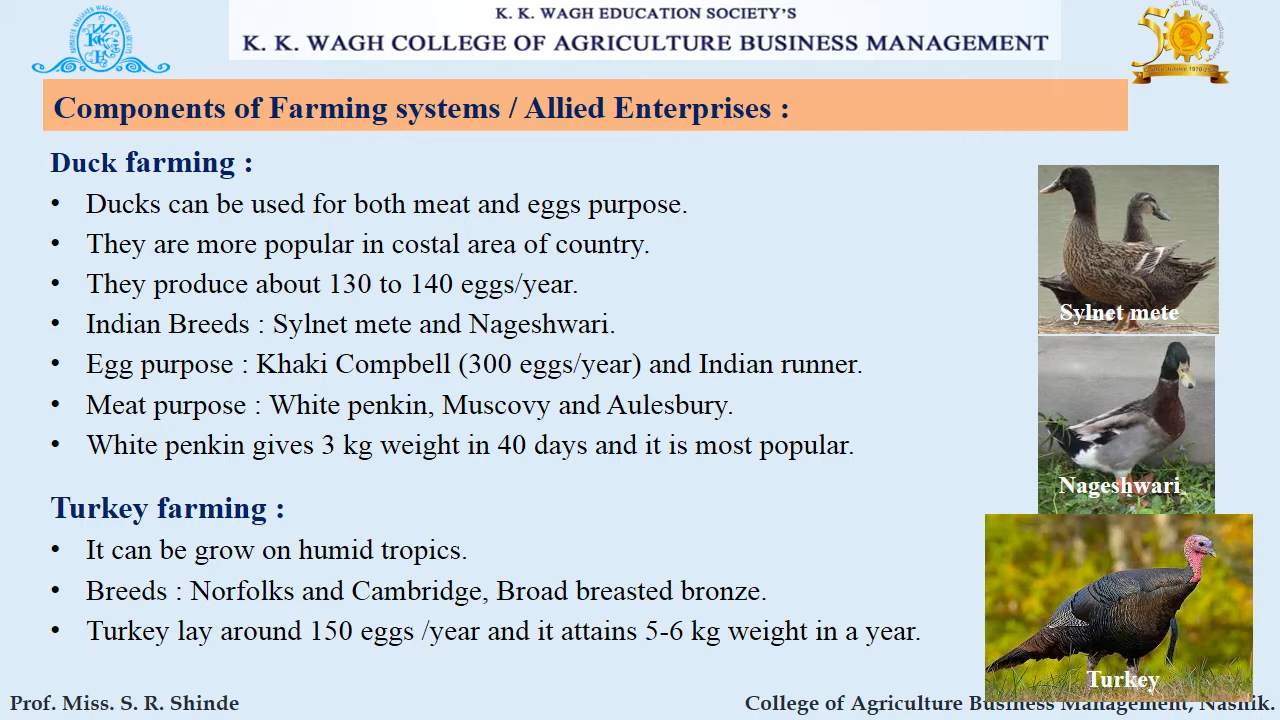 K. K. WAGH EDUCATION SOCIETY'S
K. K. WAGH COLLEGE OF AGRICULTURE BUSINESS MANAGEMENT
Components of Farming systems / Allied Enterprises :
Duck farming :
• Ducks can be used for both meat and eggs purpose.
• They are more popular in costal area of country.
• They produce about 130 to 140 eggs/year.
• Indian Breeds : Sylnet mete and Nageshwari.
• Egg purpose : Khaki Compbell (300 eggs/year) and Indian runner.
• Meat purpose : White penkin, Muscovy and Aulesbury.
• White penkin gives 3 kg weight in 40 days and it is most popular.
Sylnet mete
Nageshwari
Turkey farming :
• It can be grow on humid tropics.
• Breeds : Norfolks and Cambridge, Broad breasted bronze.
• Turkey lay around 150 eggs /year and it attains 5-6 kg weight in a year.
Turkey
Prof. Miss. S. R. Shinde
College of Agriculture Business Management, Nashik.